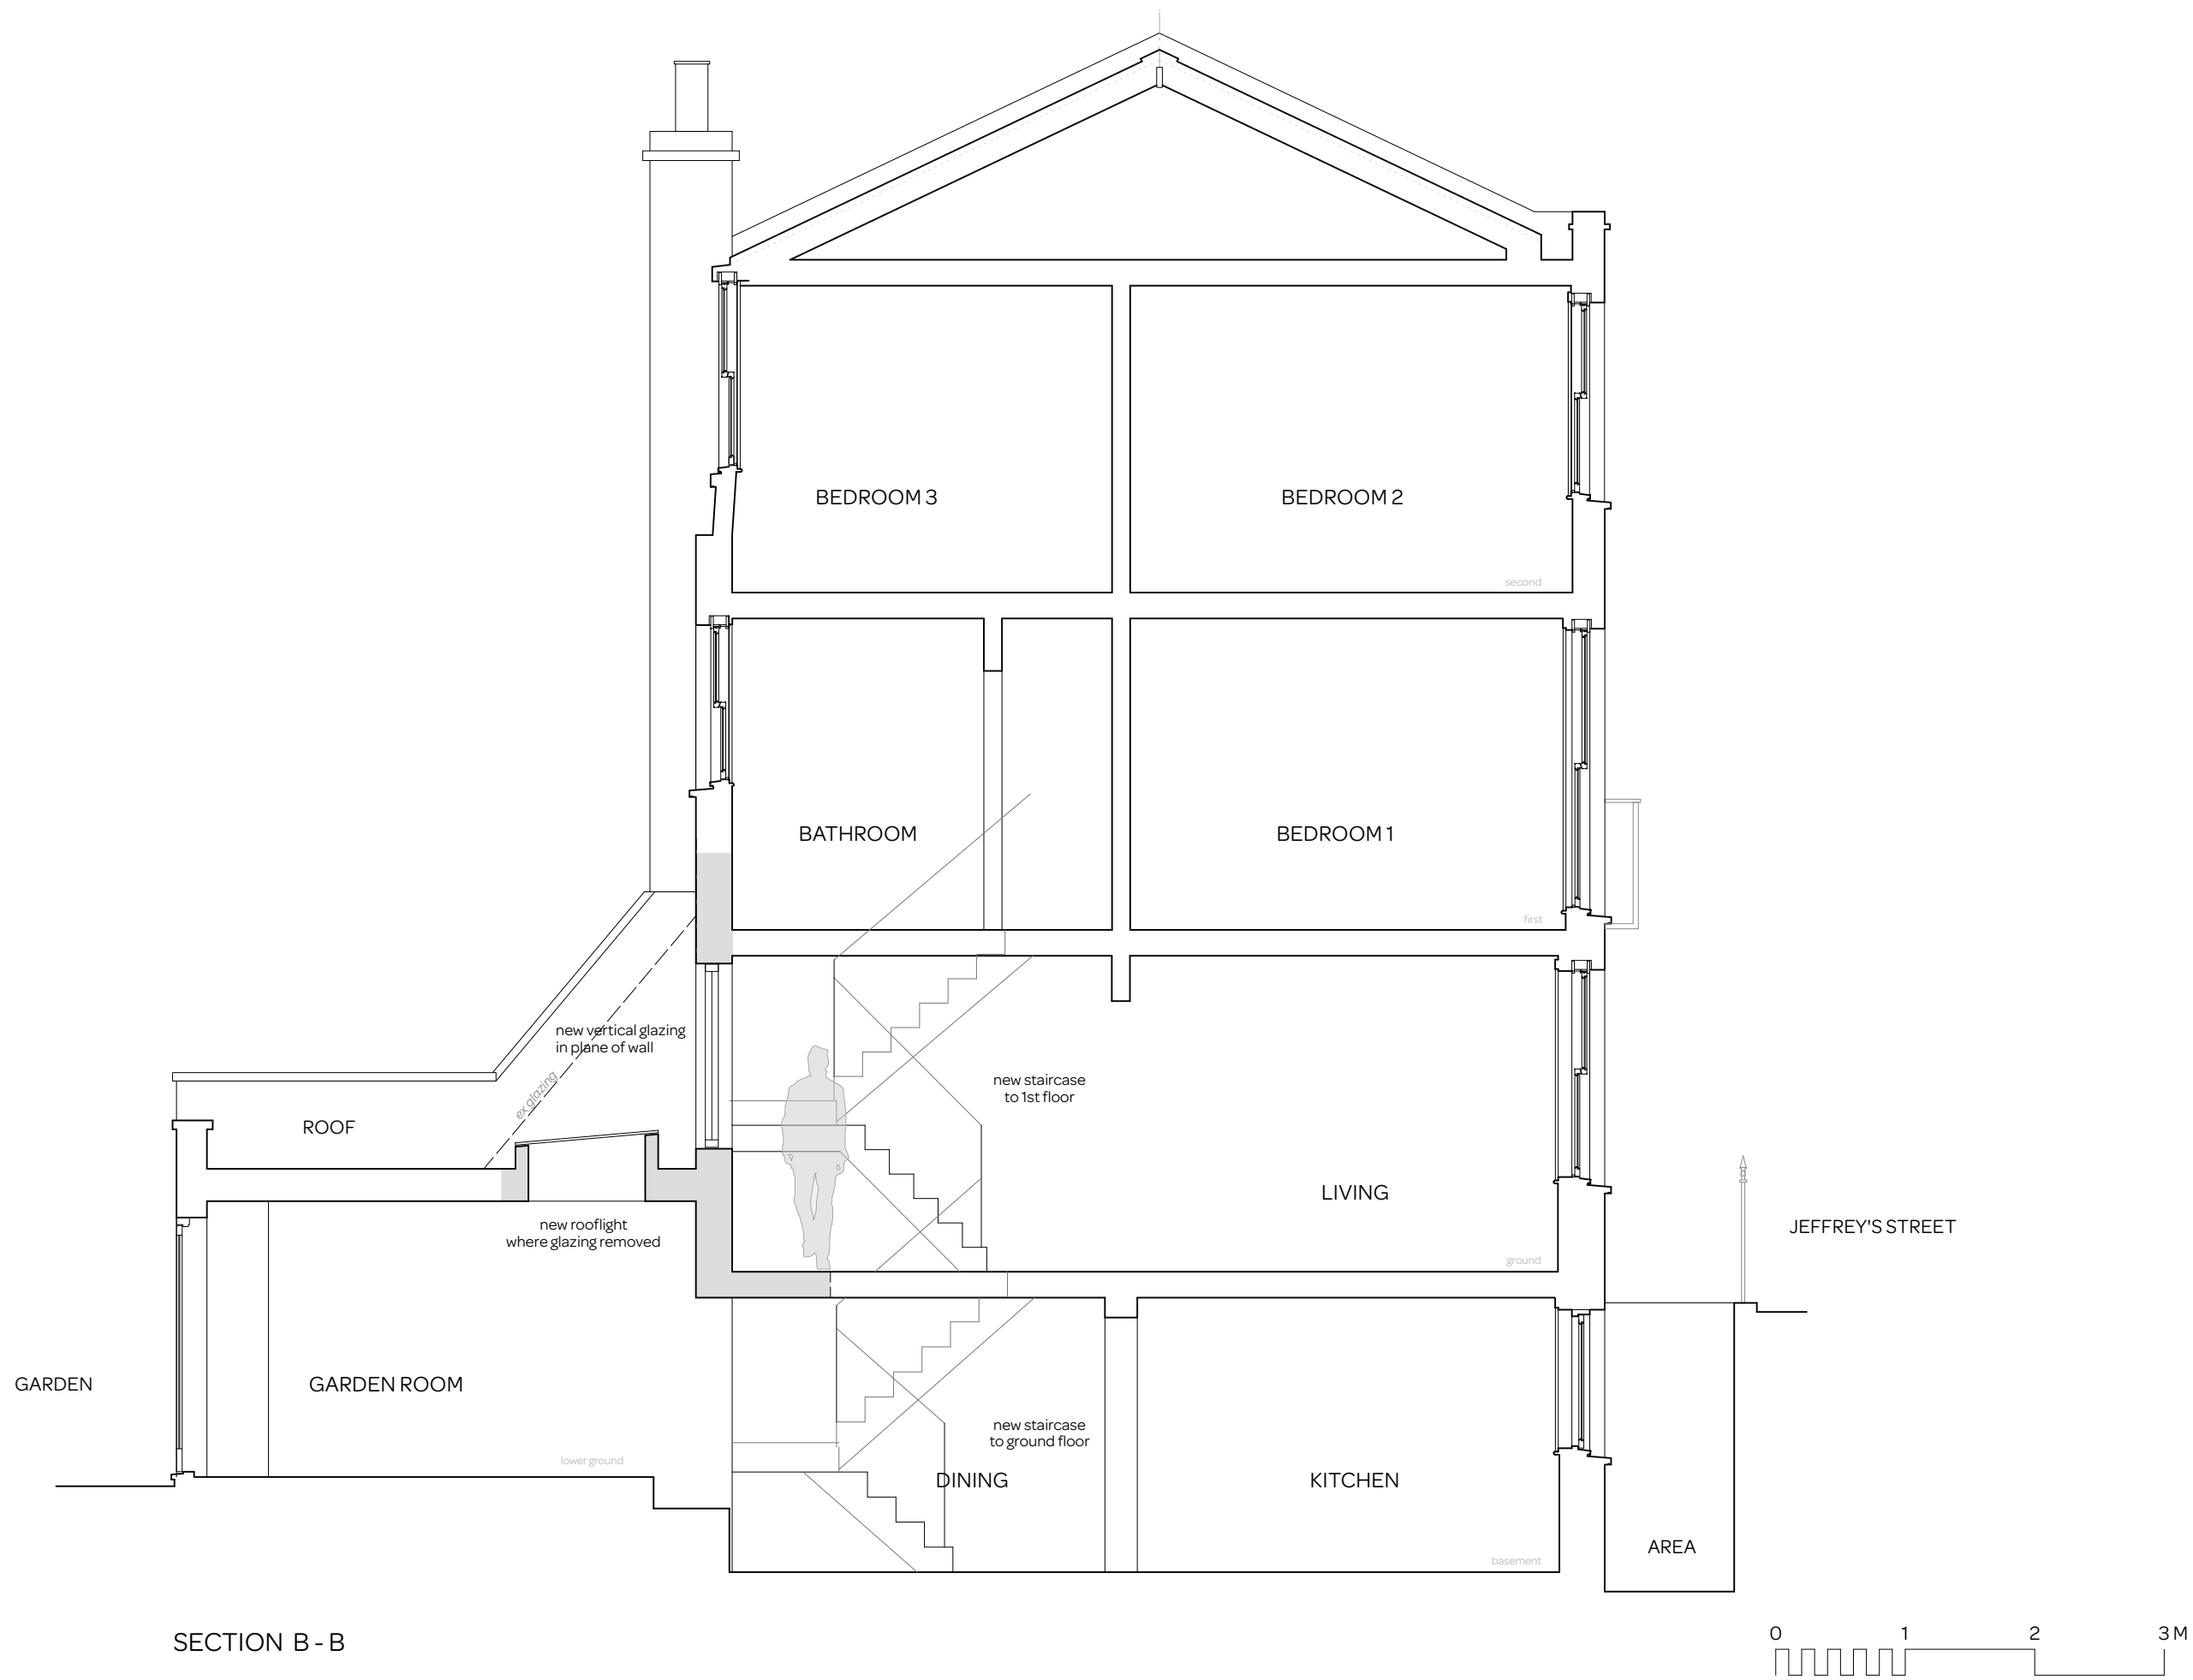 BEDROOM 3
BEDROOM 2
second
BATHROOM
BEDROOM 1
first
new vertical glazing
in plane of wall
ex glazing
new staircase
to 1st floor
ROOF
LIVING
new rooflight
where glazing removed
ground
JEFFREY'S STREET
GARDEN
GARDEN ROOM
lower ground
new staircase
to ground floor
DINING
KITCHEN
basement
AREA
SECTION B - B
0 1 2 3 M